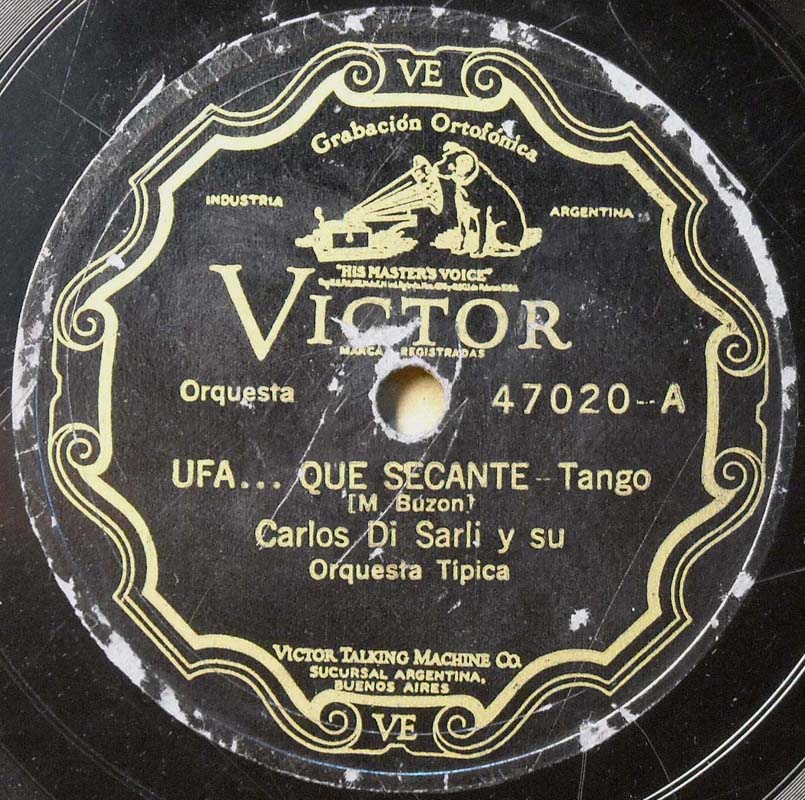 VE
Grabación Ortofónica
INDUSTRIA
ARGENTINA
"HIS MASTER'S VOICE"
VICTOR
MARCAS REGISTRADAS
Orquesta
47020--A
UFA... QUE SECANTE -- Tango
[M Buzon]
Carlos Di Sarli y su
Orquesta Típica
VICTOR TALKING MACHINE CO.
SUCURSAL ARGENTINA,
BUENOS AIRES
VE